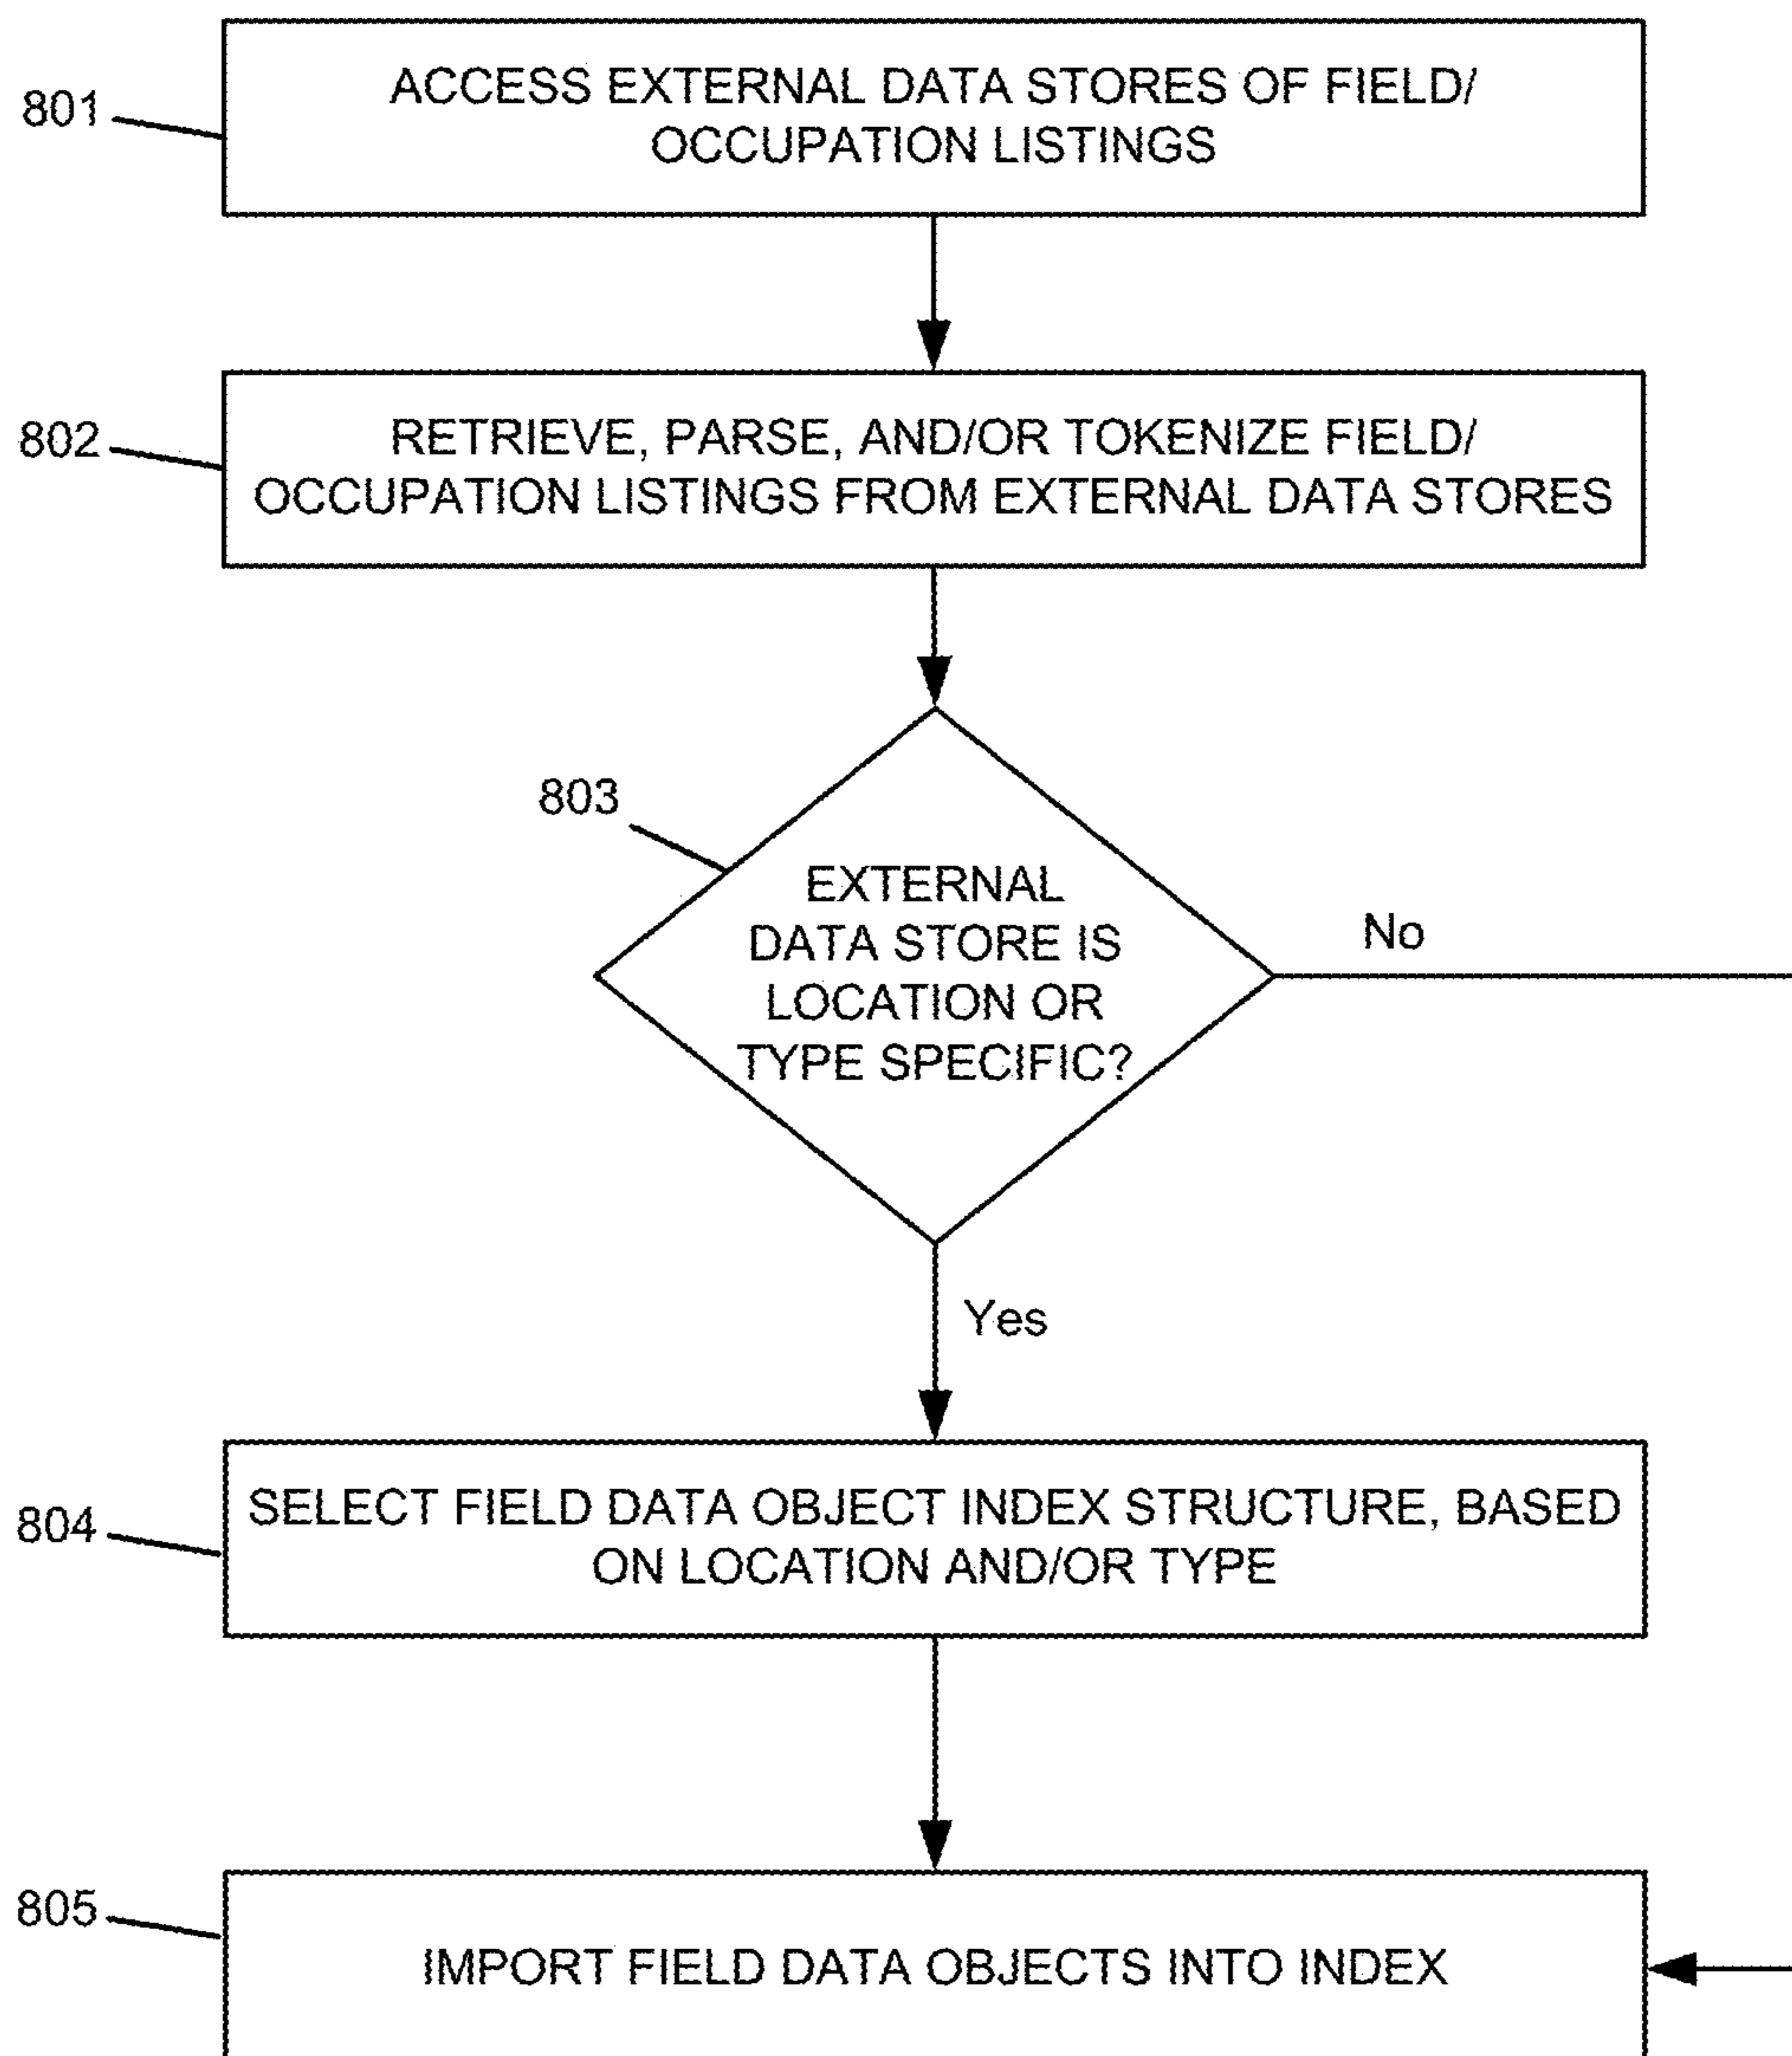 801
ACCESS EXTERNAL DATA STORES OF FIELD/
OCCUPATION LISTINGS
802
RETRIEVE, PARSE, AND/OR TOKENIZE FIELD/
OCCUPATION LISTINGS FROM EXTERNAL DATA STORES
803
EXTERNAL
DATA STORE IS
LOCATION OR
TYPE SPECIFIC?
No
Yes
804
SELECT FIELD DATA OBJECT INDEX STRUCTURE, BASED
ON LOCATION AND/OR TYPE
805
IMPORT FIELD DATA OBJECTS INTO INDEX